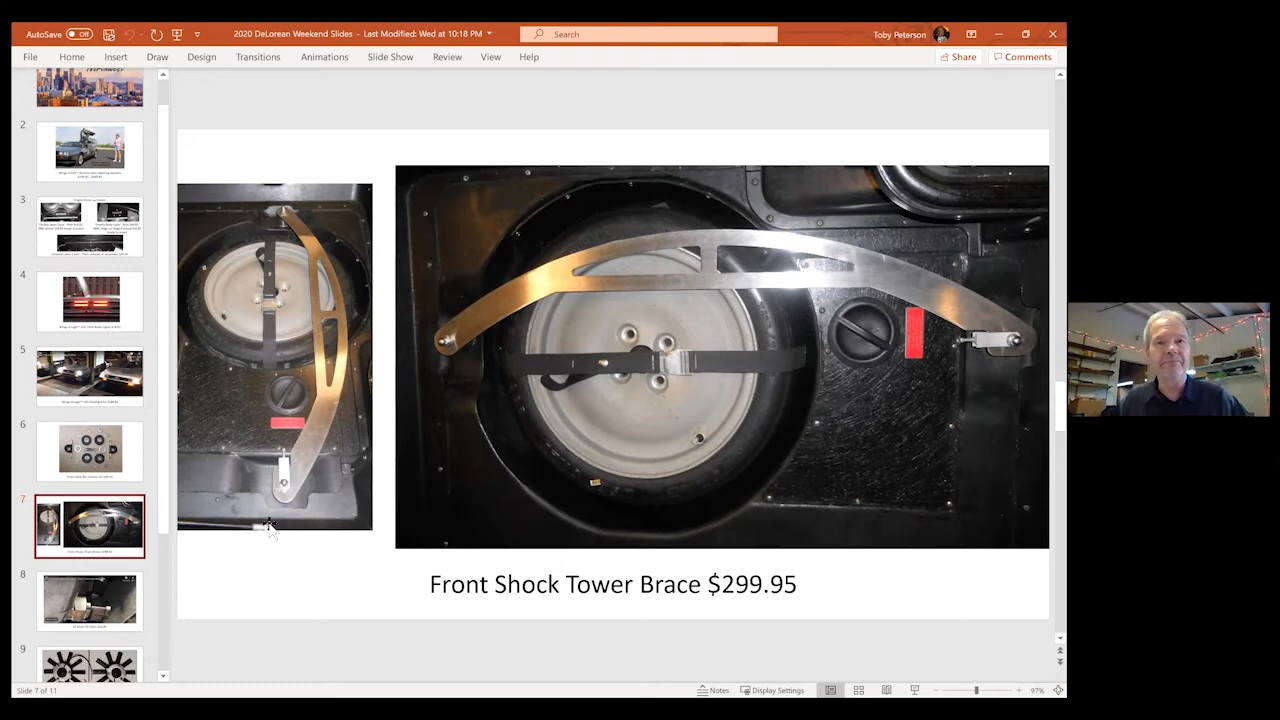 AutoSave
Off
2020 DeLorean Weekend Slides - Last Modified: Wed at 10:18 PM
Search
Toby Peterson
File Home Insert Draw Design Transitions Animations Slide Show Review View Help
Share
Comments
2
3
4
5
6
7
8
9
Front Shock Tower Brace $299.95
Slide 7 of 11
Notes
Display Settings
97%